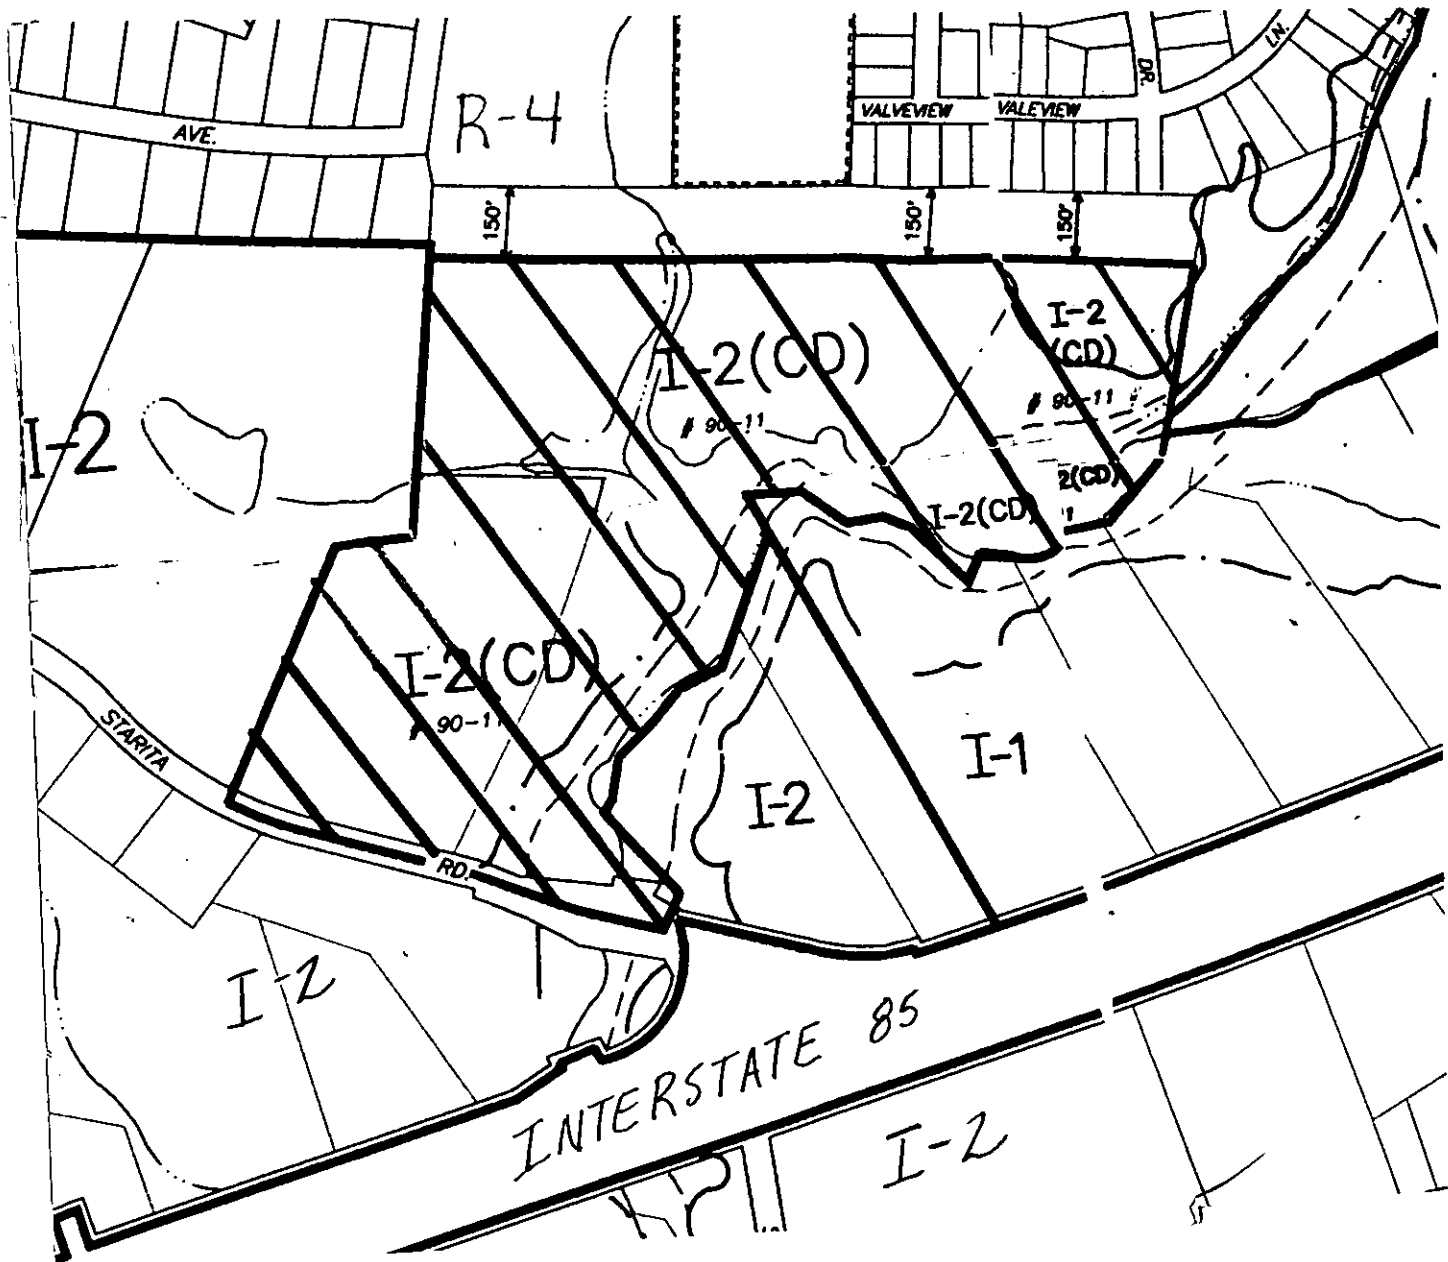 LN.
DR.
R-4
VALVEVIEW
VALEVIEW
AVE.
150'
150'
150'
I-2
(CD)
I-2(CD)
# 90-11
# 90-11
I-2
2(CD)
I-2(CD)
I-2(CD)
# 90-11
STARITA
I-1
I-2
RD.
I-2
INTERSTATE 85
I-2